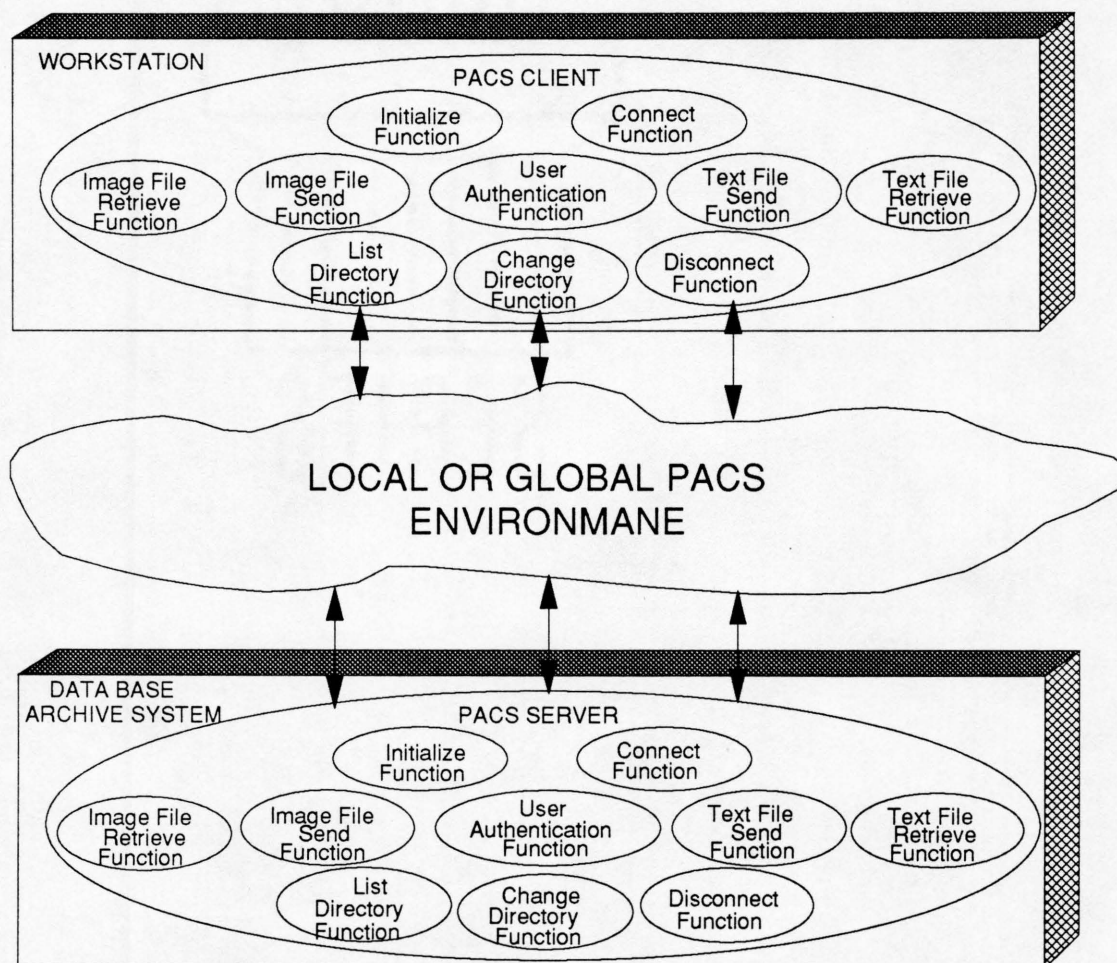 WORKSTATION
PACS CLIENT
Initialize
Function
Connect
Function
Image File
Retrieve
Function
Image File
Send
Function
User
Authentication
Function
Text File
Send
Function
Text File
Retrieve
Function
List
Directory
Function
Change
Directory
Function
Disconnect
Function
LOCAL OR GLOBAL PACS
ENVIRONMANE
DATA BASE
ARCHIVE SYSTEM
PACS SERVER
Initialize
Function
Connect
Function
Image File
Retrieve
Function
Image File
Send
Function
User
Authentication
Function
Text File
Send
Function
Text File
Retrieve
Function
List
Directory
Function
Change
Directory
Function
Disconnect
Function